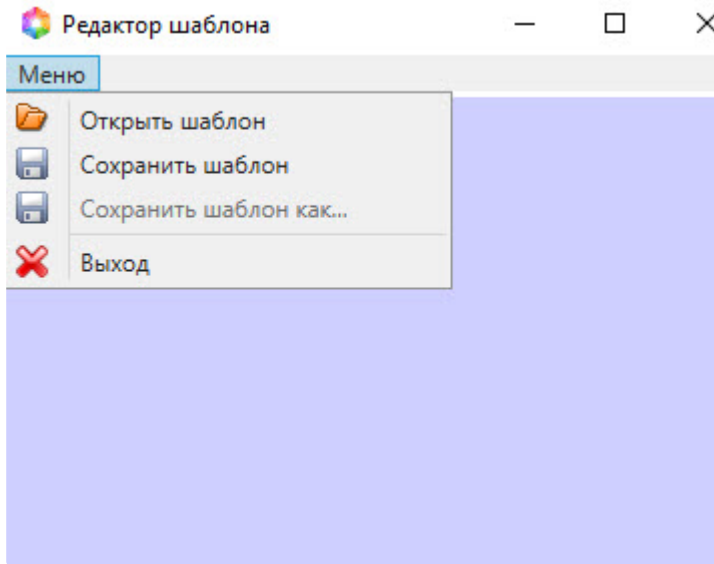 Редактор шаблона
Меню
Открыть шаблон
Сохранить шаблон
Сохранить шаблон как...
Выход